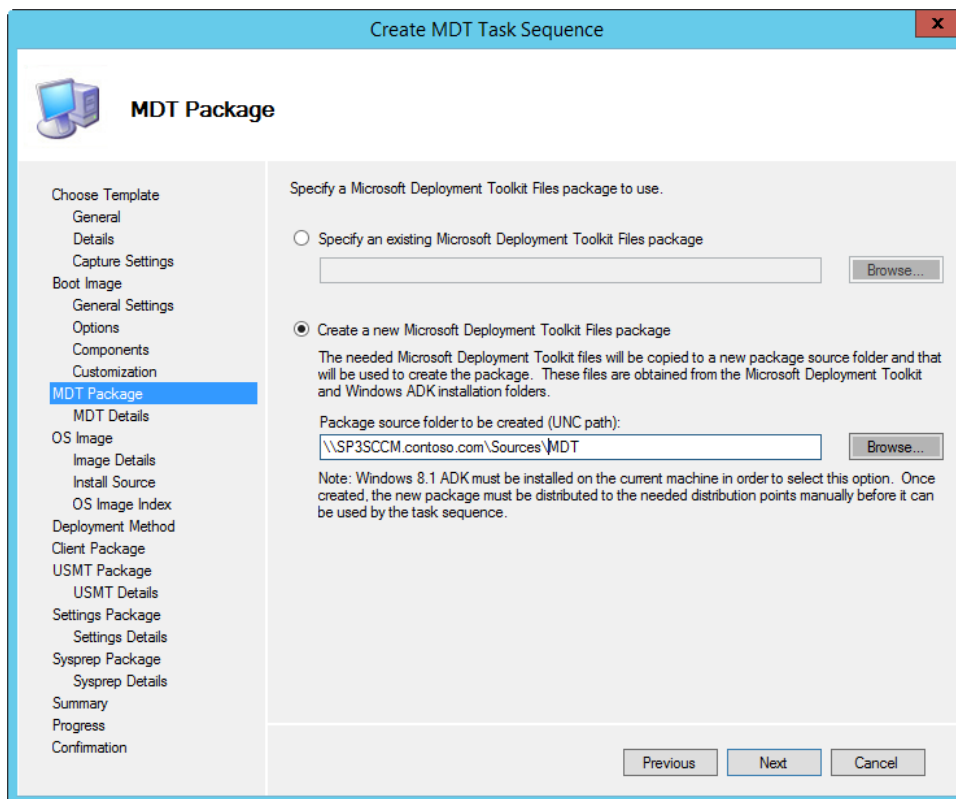 Create MDT Task Sequence
x
MDT Package
Choose Template
General
Details
Capture Settings
Boot Image
General Settings
Options
Components
Customization
MDT Package
MDT Details
OS Image
Image Details
Install Source
OS Image Index
Deployment Method
Client Package
USMT Package
USMT Details
Settings Package
Settings Details
Sysprep Package
Sysprep Details
Summary
Progress
Confirmation
Specify a Microsoft Deployment Toolkit Files package to use.
Specify an existing Microsoft Deployment Toolkit Files package
Browse...
Create a new Microsoft Deployment Toolkit Files package
The needed Microsoft Deployment Toolkit files will be copied to a new package source folder and that
will be used to create the package. These files are obtained from the Microsoft Deployment Toolkit
and Windows ADK installation folders.
Package source folder to be created (UNC path):
\\SP3SCCM.contoso.com\Sources\MDT
Browse...
Note: Windows 8.1 ADK must be installed on the current machine in order to select this option. Once
created, the new package must be distributed to the needed distribution points manually before it can
be used by the task sequence.
Previous
Next
Cancel